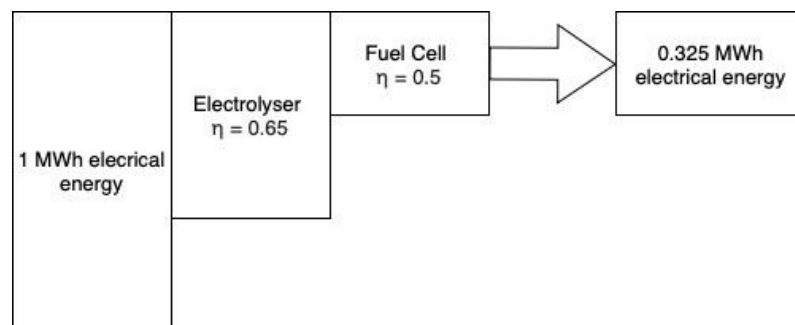 1 MWh elecrical
energy
Electrolyser
η = 0.65
Fuel Cell
η = 0.5
0.325 MWh
electrical energy